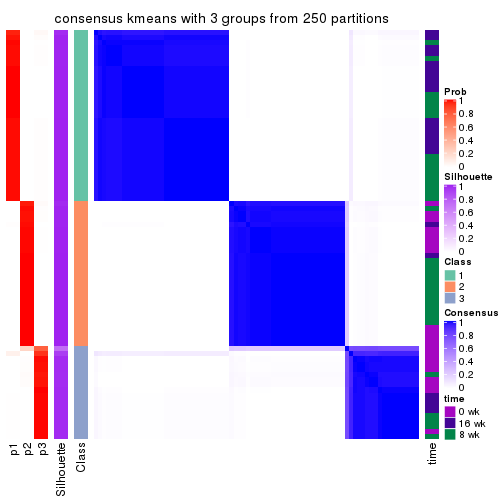 consensus kmeans with 3 groups from 250 partitions
Prob
1
0.8
0.6
0.4
0.2
0
Silhouette
1
0.8
0.6
0.4
0.2
0
Class
1
2
3
Consensus
1
0.8
0.6
0.4
0.2
0
time
0 wk
16 wk
8 wk
p1
p2
p3
Silhouette
Class
time